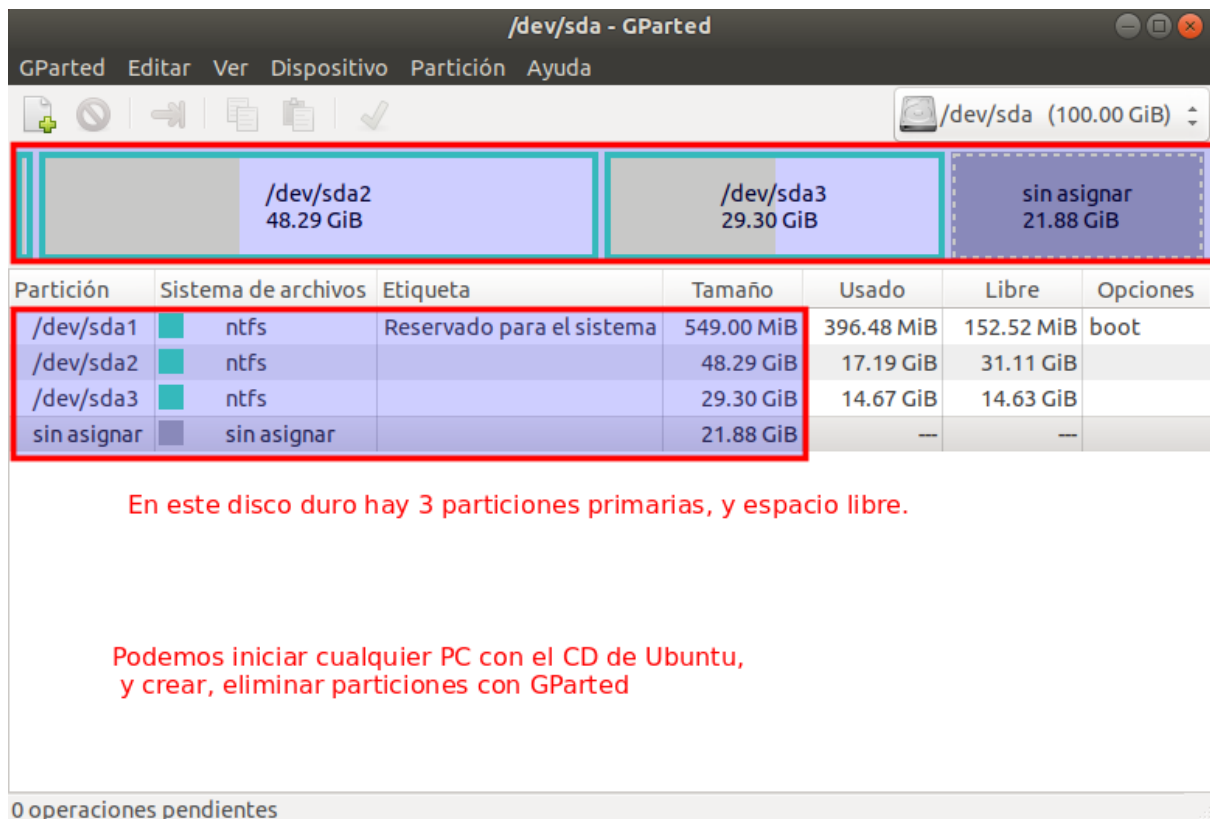 /dev/sda - GParted
GParted Editar Ver Dispositivo Partición Ayuda
/dev/sda (100.00 GiB)
/dev/sda2
48.29 GiB
/dev/sda3
29.30 GiB
sin asignar
21.88 GiB
Partición Sistema de archivos Etiqueta Tamaño Usado Libre Opciones
/dev/sda1 ntfs Reservado para el sistema 549.00 MiB 396.48 MiB 152.52 MiB boot
/dev/sda2 ntfs 48.29 GiB 17.19 GiB 31.11 GiB
/dev/sda3 ntfs 29.30 GiB 14.67 GiB 14.63 GiB
sin asignar sin asignar 21.88 GiB --- ---
En este disco duro hay 3 particiones primarias, y espacio libre.
Podemos iniciar cualquier PC con el CD de Ubuntu,
y crear, eliminar particiones con GParted
0 operaciones pendientes